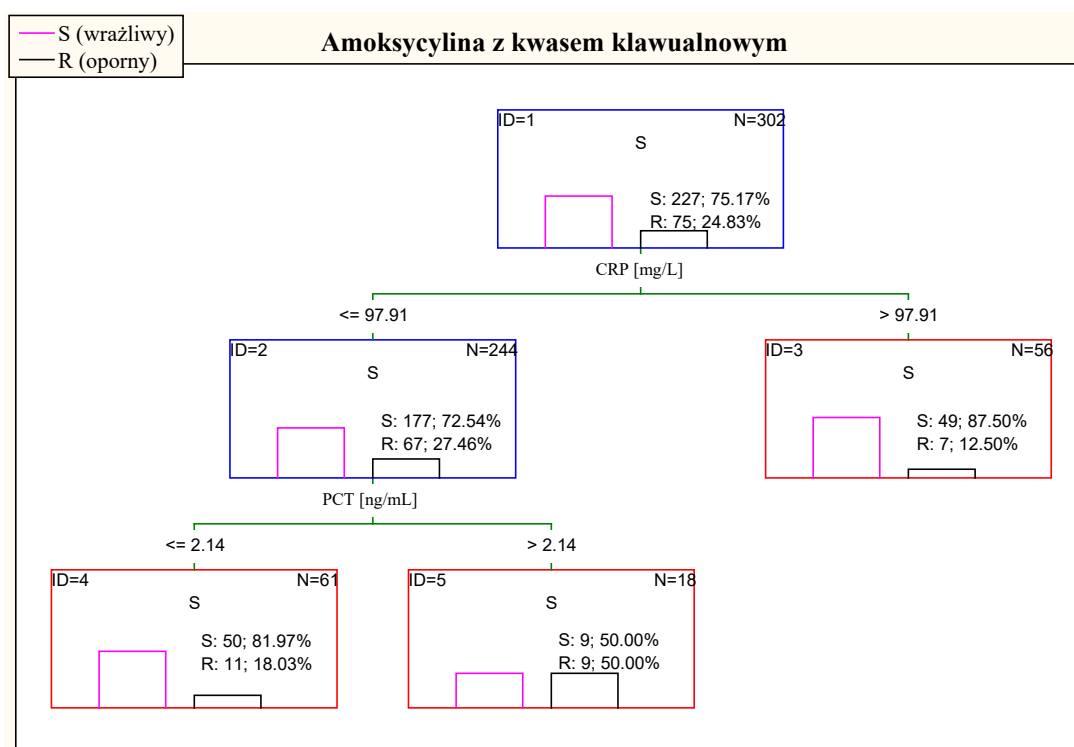 S (wrażliwy)
R (oporny)
Amoksycylina z kwasem klawualnowym
ID=1 N=302
S
S: 227; 75.17%
R: 75; 24.83%
CRP [mg/L]
<= 97.91 > 97.91
ID=2 N=244
S
S: 177; 72.54%
R: 67; 27.46%
ID=3 N=56
S
S: 49; 87.50%
R: 7; 12.50%
PCT [ng/mL]
<= 2.14 > 2.14
ID=4 N=61
S
S: 50; 81.97%
R: 11; 18.03%
ID=5 N=18
S
S: 9; 50.00%
R: 9; 50.00%